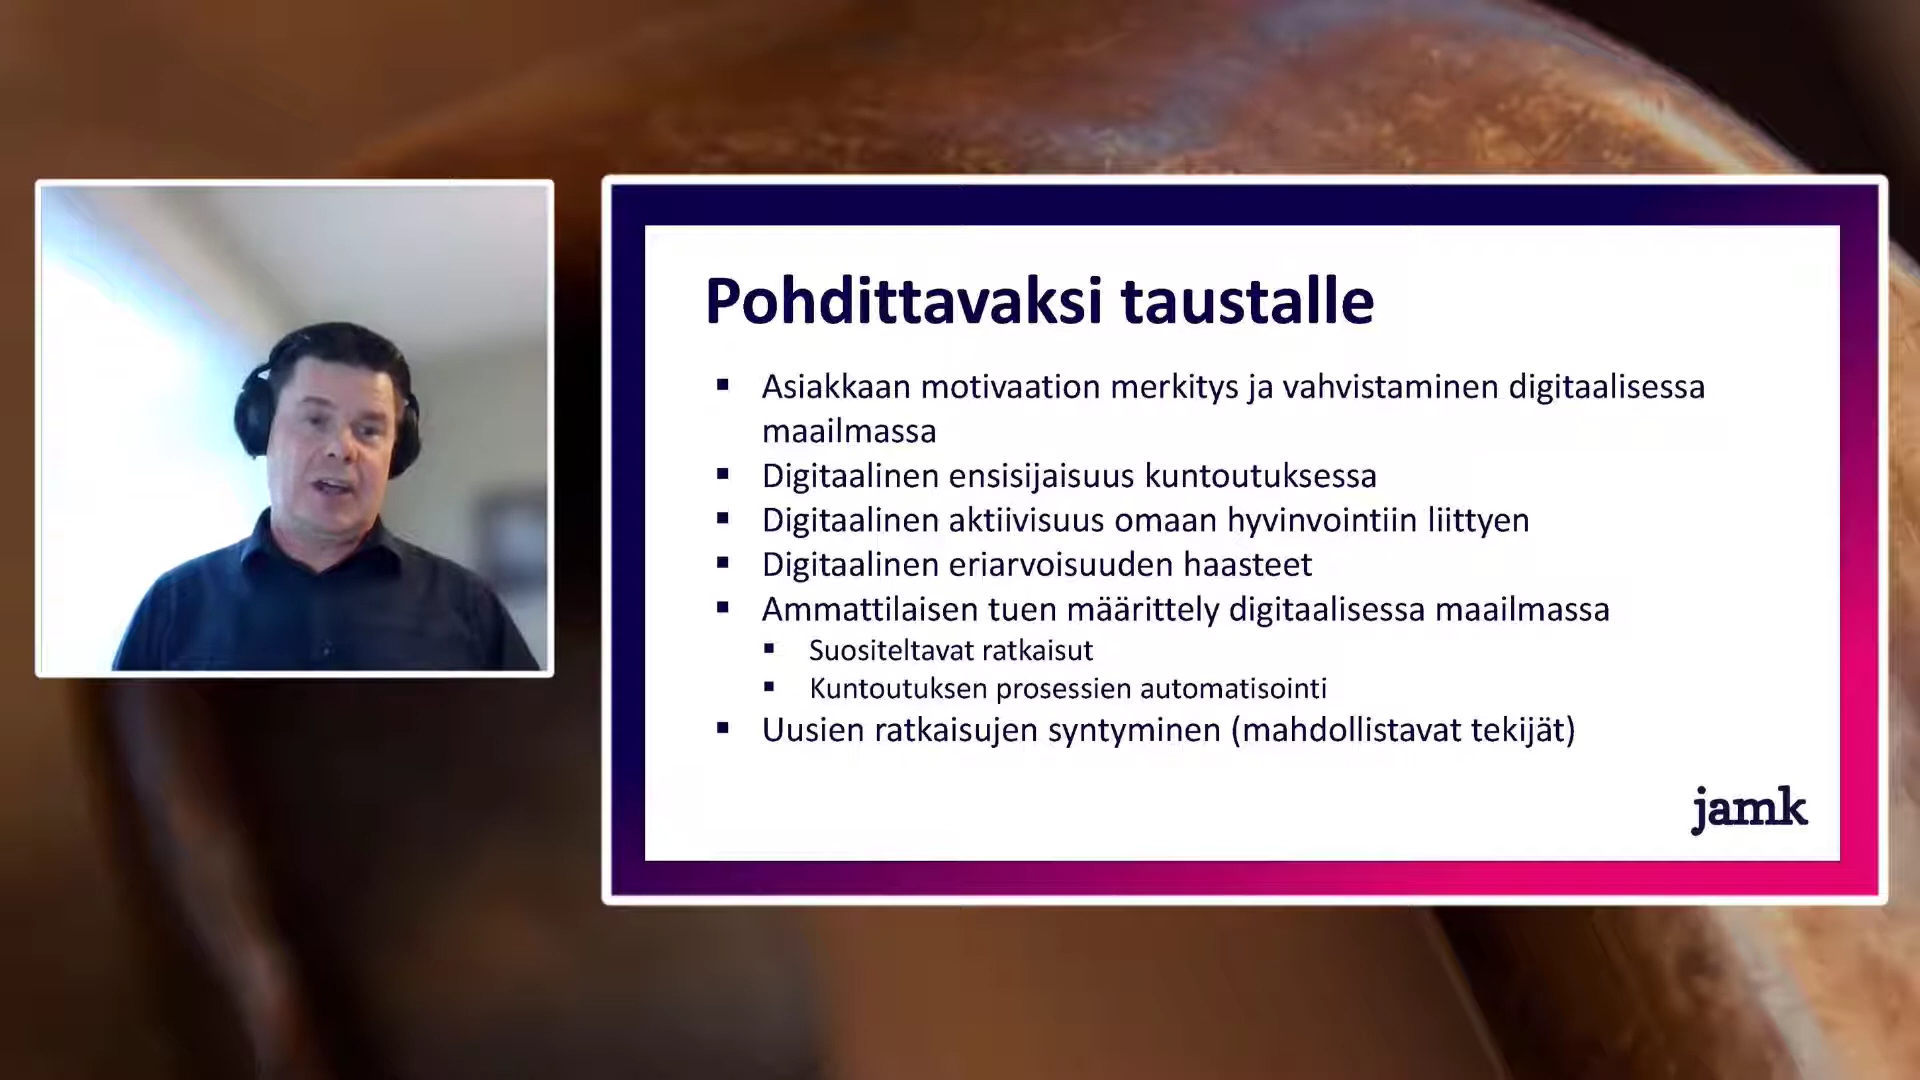 Pohdittavaksi taustalle
▪ Asiakkaan motivaation merkitys ja vahvistaminen digitaalisessa
maailmassa
▪ Digitaalinen ensisijaisuus kuntoutuksessa
▪ Digitaalinen aktiivisuus omaan hyvinvointiin liittyen
▪ Digitaalinen eriarvoisuuden haasteet
▪ Ammattilaisen tuen määrittely digitaalisessa maailmassa
▪ Suositeltavat ratkaisut
▪ Kuntoutuksen prosessien automatisointi
▪ Uusien ratkaisujen syntyminen (mahdollistavat tekijät)
jamk